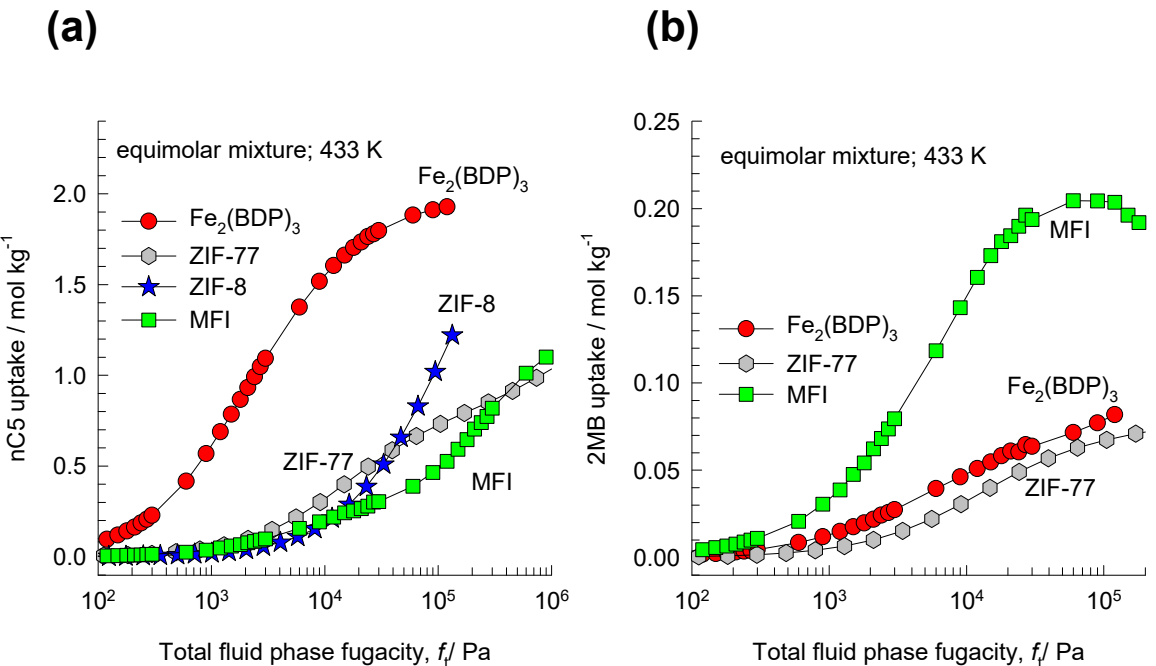 (a)
equimolar mixture; 433 K
Fe2(BDP)3
2.0
Fe2(BDP)3
ZIF-77
ZIF-8
MFI
1.5
ZIF-8
1.0
ZIF-77
0.5
MFI
0.0
10^2 10^3 10^4 10^5 10^6
nC5 uptake / mol kg^-1
Total fluid phase fugacity, f_t/ Pa
(b)
0.25
equimolar mixture; 433 K
0.20
MFI
0.15
Fe2(BDP)3
ZIF-77
MFI
0.10
Fe2(BDP)3
0.05
ZIF-77
0.00
10^2 10^3 10^4 10^5
2MB uptake / mol kg^-1
Total fluid phase fugacity, f_t/ Pa